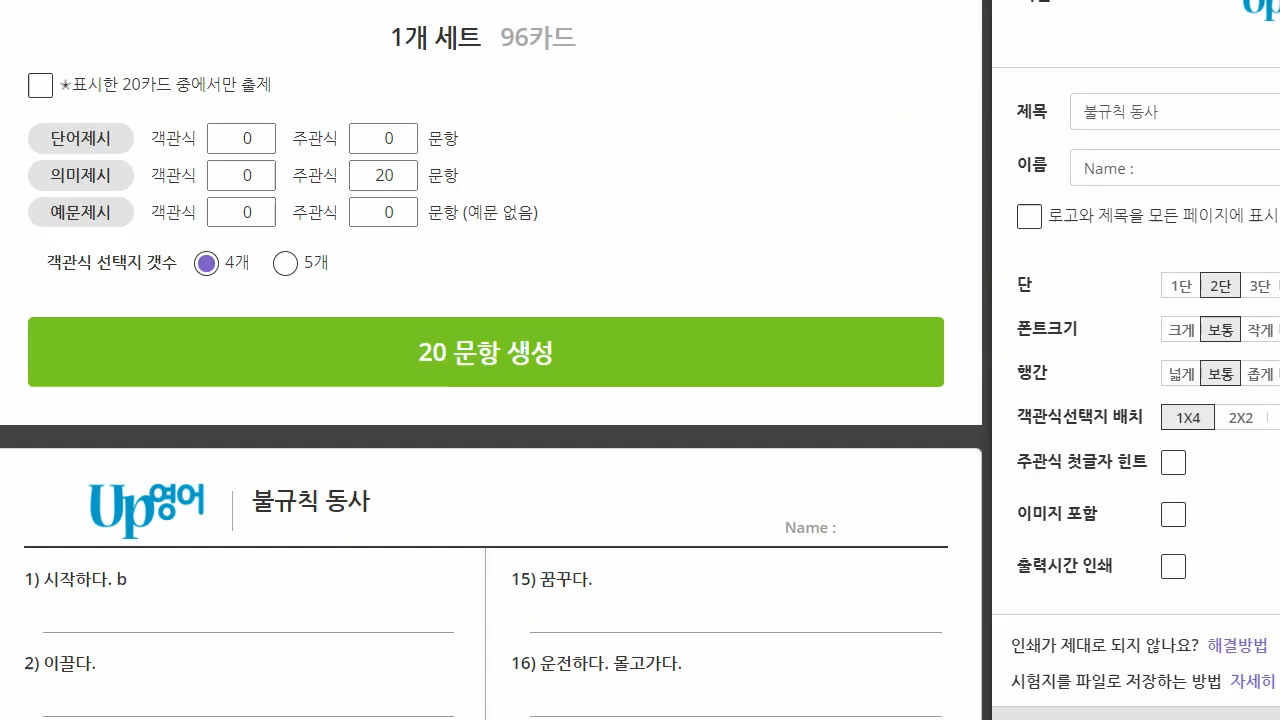 1개 세트 96카드
★표시한 20카드 중에서만 출제
단어제시 객관식 0 주관식 0 문항
의미제시 객관식 0 주관식 20 문항
예문제시 객관식 0 주관식 0 문항 (예문 없음)
객관식 선택지 갯수 4개 5개
20 문항 생성
Up영어 불규칙 동사
Name :
1) 시작하다. b
2) 이끌다.
15) 꿈꾸다.
16) 운전하다. 몰고가다.
제목 불규칙 동사
이름 Name :
로고와 제목을 모든 페이지에 표시
단 1단 2단 3단
폰트크기 크게 보통 작게
행간 넓게 보통 좁게
객관식선택지 배치 1X4 2X2
주관식 첫글자 힌트
이미지 포함
출력시간 인쇄
인쇄가 제대로 되지 않나요? 해결방법
시험지를 파일로 저장하는 방법 자세히